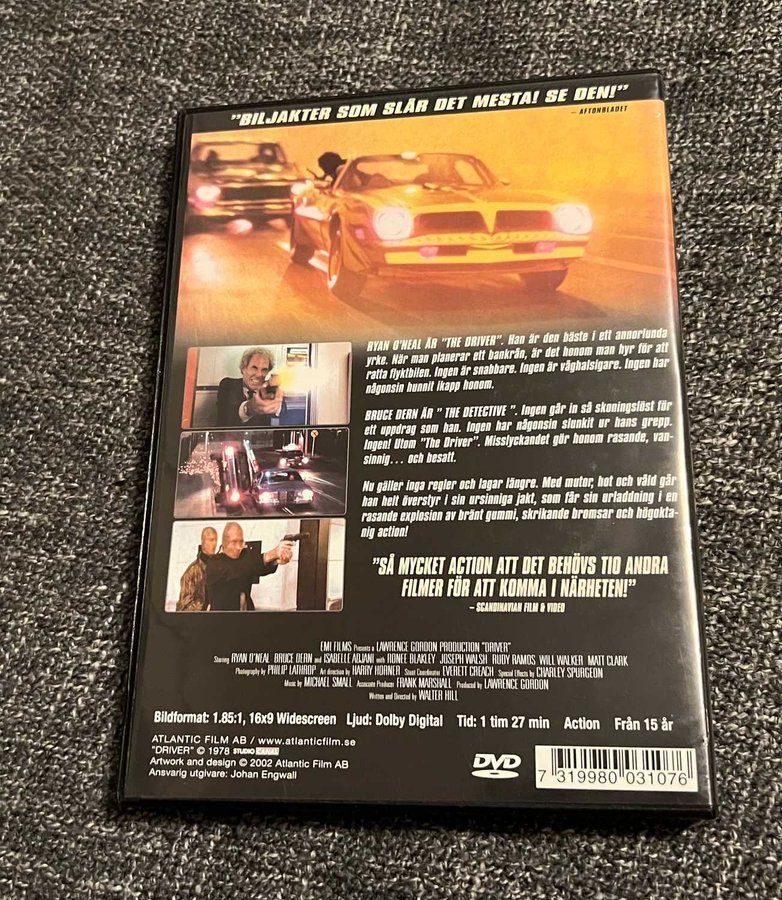 "BILJAKTER SOM SLÅR DET MESTA! SE DEN!"
– AFTONBLADET
RYAN O'NEAL ÄR "THE DRIVER". Han är den bäste i ett annorlunda
yrke. När man planerar ett bankrån, är det honom man hyr för att
ratta flyktbilen. Ingen är snabbare. Ingen är våghalsigare. Ingen har
någonsin hunnit ikapp honom.
BRUCE DERN ÄR " THE DETECTIVE ". Ingen går in så skoningslöst för
ett uppdrag som han. Ingen har någonsin slunkit ur hans grepp.
Ingen! Utom "The Driver". Misslyckandet gör honom rasande, van-
sinnig... och besatt.
Nu gäller inga regler och lagar längre. Med mutor, hot och våld går
han helt överstyr i sin ursinniga jakt, som får sin urladdning i en
rasande explosion av bränt gummi, skrikande bromsar och högokta-
nig action!
"SÅ MYCKET ACTION ATT DET BEHÖVS TIO ANDRA
FILMER FÖR ATT KOMMA I NÄRHETEN!"
– SCANDINAVIAN FILM & VIDEO
EMI FILMS Presents a LAWRENCE GORDON PRODUCTION "DRIVER"
Starring RYAN O'NEAL BRUCE DERN and ISABELLE ADJANI with RONEE BLAKLEY JOSEPH WALSH RUDY RAMOS WILL WALKER MATT CLARK
Photography by PHILIP LATHROP Art direction by HARRY HORNER Stunt Coordinator EVERETT CREACH Special Effects by CHARLEY SPURGEON
Music by MICHAEL SMALL Associate Producer FRANK MARSHALL Produced by LAWRENCE GORDON
Written and Directed by WALTER HILL
Bildformat: 1.85:1, 16x9 Widescreen Ljud: Dolby Digital Tid: 1 tim 27 min Action Från 15 år
ATLANTIC FILM AB / www.atlanticfilm.se
"DRIVER" © 1978 STUDIO CANAL
Artwork and design © 2002 Atlantic Film AB
Ansvarig utgivare: Johan Engwall
DVD
VIDEO
7 319980 031076